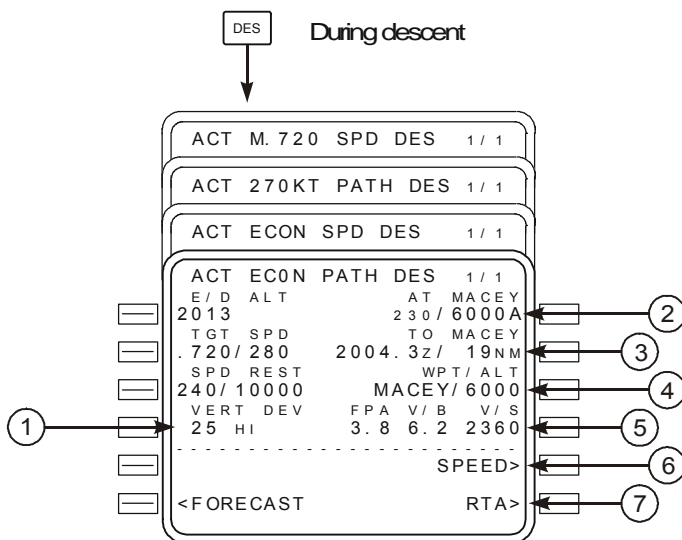 DES During descent
ACT M.720 SPD DES 1/1
ACT 270KT PATH DES 1/1
ACT ECON SPD DES 1/1
ACT EC0N PATH DES 1/1
E/D ALT AT MACEY
2013 230/6000A 2
TGT SPD TO MACEY
.720/280 2004.3Z/ 19NM 3
SPD REST WPT/ALT
240/10000 MACEY/6000 4
VERT DEV FPA V/B V/S
1 25 HI 3.8 6.2 2360 5
------------------------
SPEED> 6
<FORECAST RTA> 7